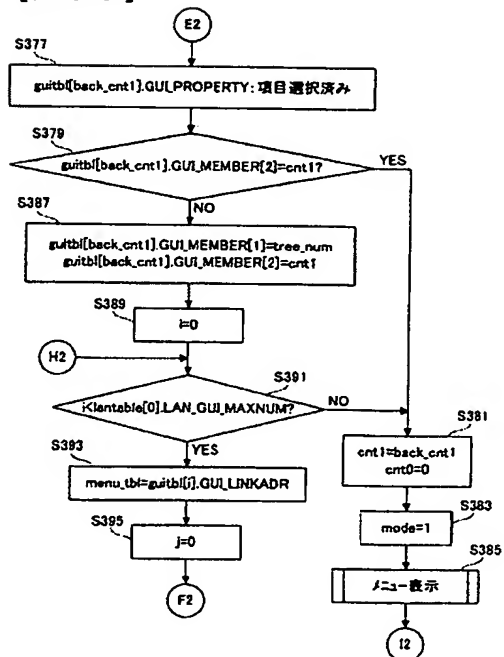 E2
S377
guitbl[back_cnt1].GUI_PROPERTY:項目選択済み
S379
guitbl[back_cnt1].GUI_MEMBER[2]=cnt1?
YES
S387
NO
guitbl[back_cnt1].GUI_MEMBER[1]=tree_num
guitbl[back_cnt1].GUI_MEMBER[2]=cnt1
S389
i=0
H2
S391
i<lantable[0].LAN_GUI_MAXNUM?
NO
S381
S393
YES
cnt1=back_cnt1
cnt0=0
menu_tbl=guitbl[i].GUI_LINKADR
S383
S395
mode=1
j=0
S385
メニュー表示
F2
I2